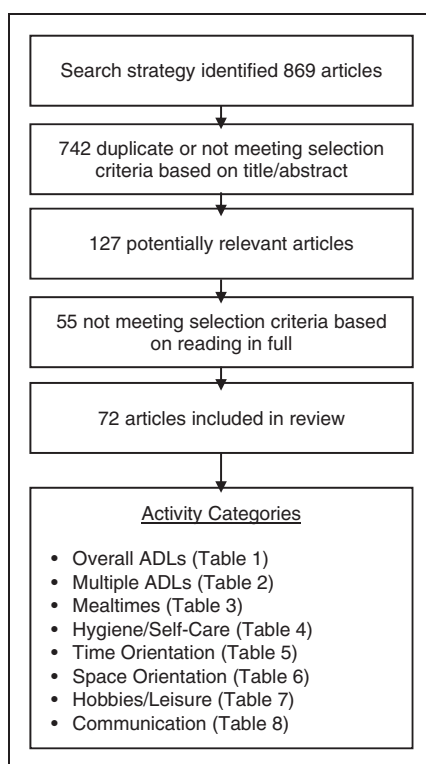 Search strategy identified 869 articles
742 duplicate or not meeting selection
criteria based on title/abstract
127 potentially relevant articles
55 not meeting selection criteria based
on reading in full
72 articles included in review
Activity Categories
• Overall ADLs (Table 1)
• Multiple ADLs (Table 2)
• Mealtimes (Table 3)
• Hygiene/Self-Care (Table 4)
• Time Orientation (Table 5)
• Space Orientation (Table 6)
• Hobbies/Leisure (Table 7)
• Communication (Table 8)